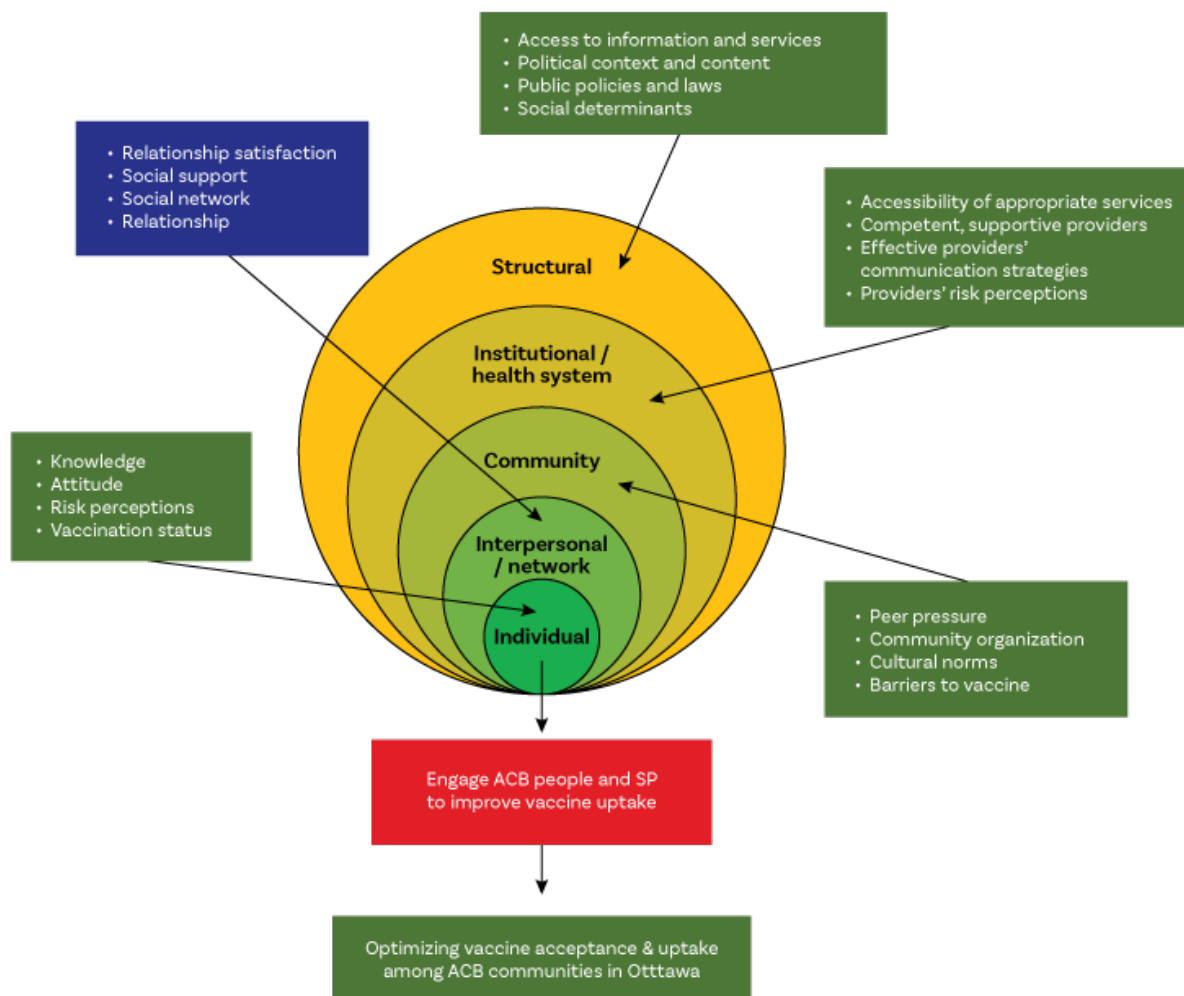 • Access to information and services
• Political context and content
• Public policies and laws
• Social determinants
• Relationship satisfaction
• Social support
• Social network
• Relationship
• Accessibility of appropriate services
• Competent, supportive providers
• Effective providers’
communication strategies
• Providers’ risk perceptions
Structural
Institutional /
health system
Community
• Knowledge
• Attitude
• Risk perceptions
• Vaccination status
Interpersonal
/ network
Individual
• Peer pressure
• Community organization
• Cultural norms
• Barriers to vaccine
Engage ACB people and SP
to improve vaccine uptake
Optimizing vaccine acceptance & uptake
among ACB communities in Otttawa